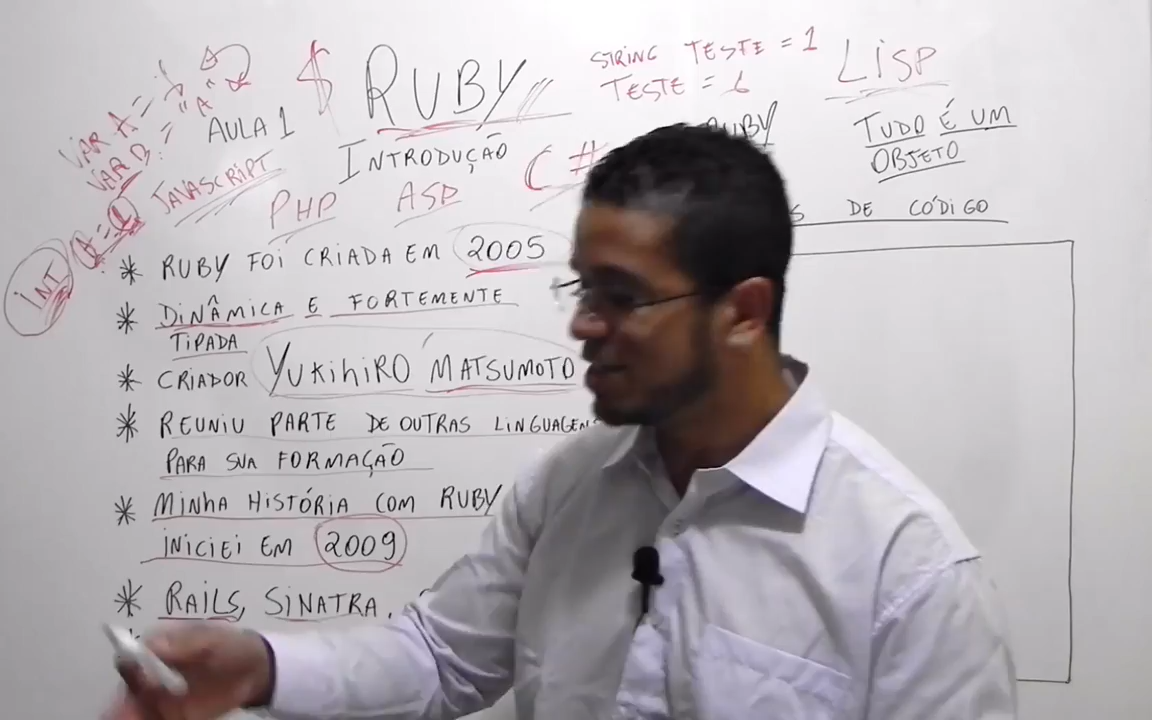 $ RUBY
STRING TESTE = 1
TESTE = 6
LISP
VAR A =
VAR B = "A"
AULA 1
INTRODUÇÃO
C#
RUBY
TUDO É UM
OBJETO
JAVASCRIPT
PHP
ASP
DE CÓDIGO
INT
* RUBY FOI CRIADA EM 2005
* DINÂMICA E FORTEMENTE
TIPADA
* CRIADOR YUKIHIRO MATSUMOTO
* REUNIU PARTE DE OUTRAS LINGUAGENS
PARA SUA FORMAÇÃO
* MINHA HISTÓRIA COM RUBY
INICIEI EM 2009
* RAILS, SINATRA,